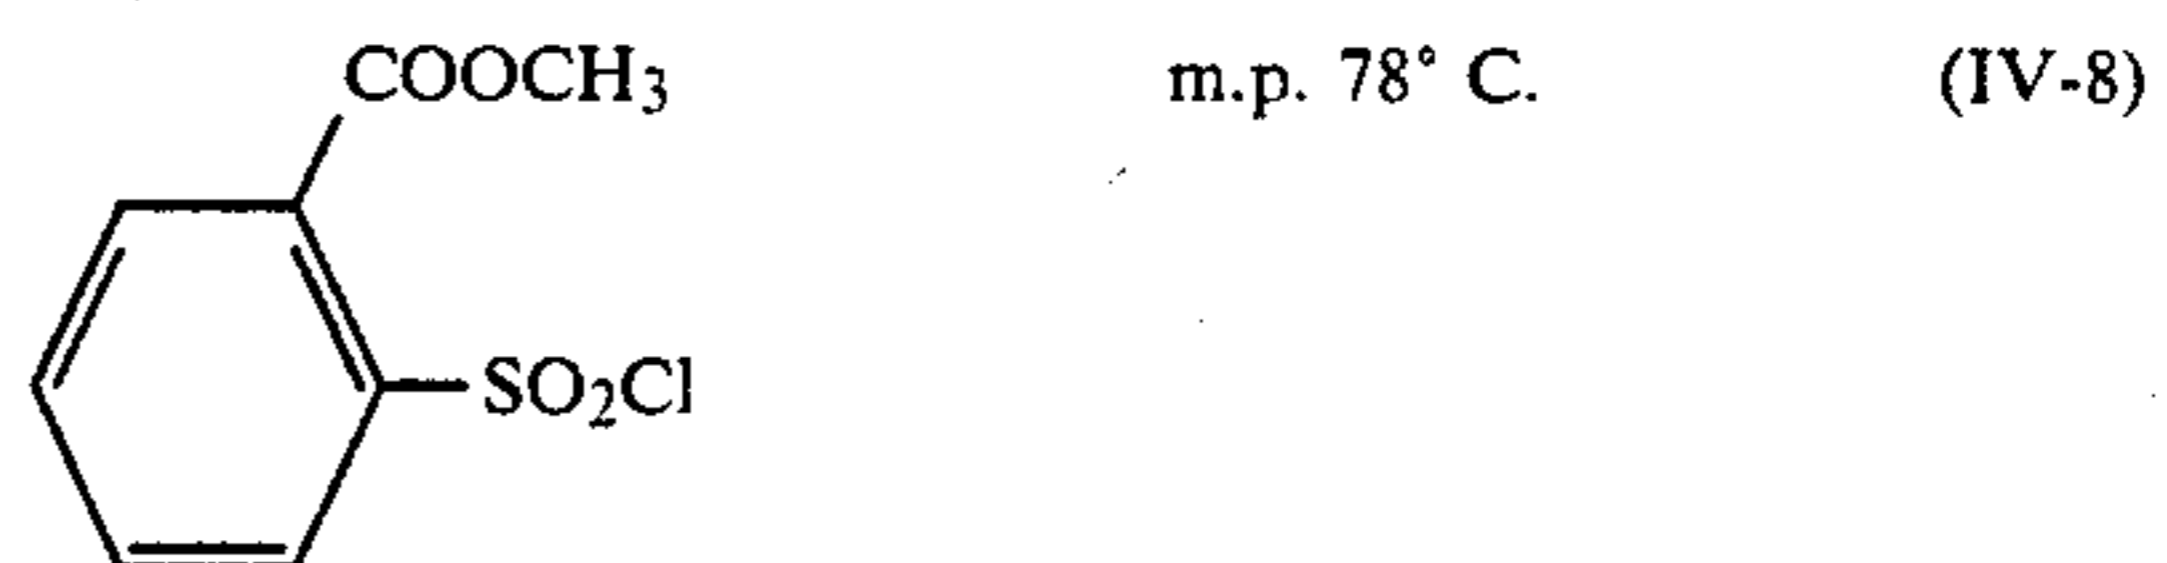 COOCH₃ m.p. 78° C. (IV-8)
SO₂Cl